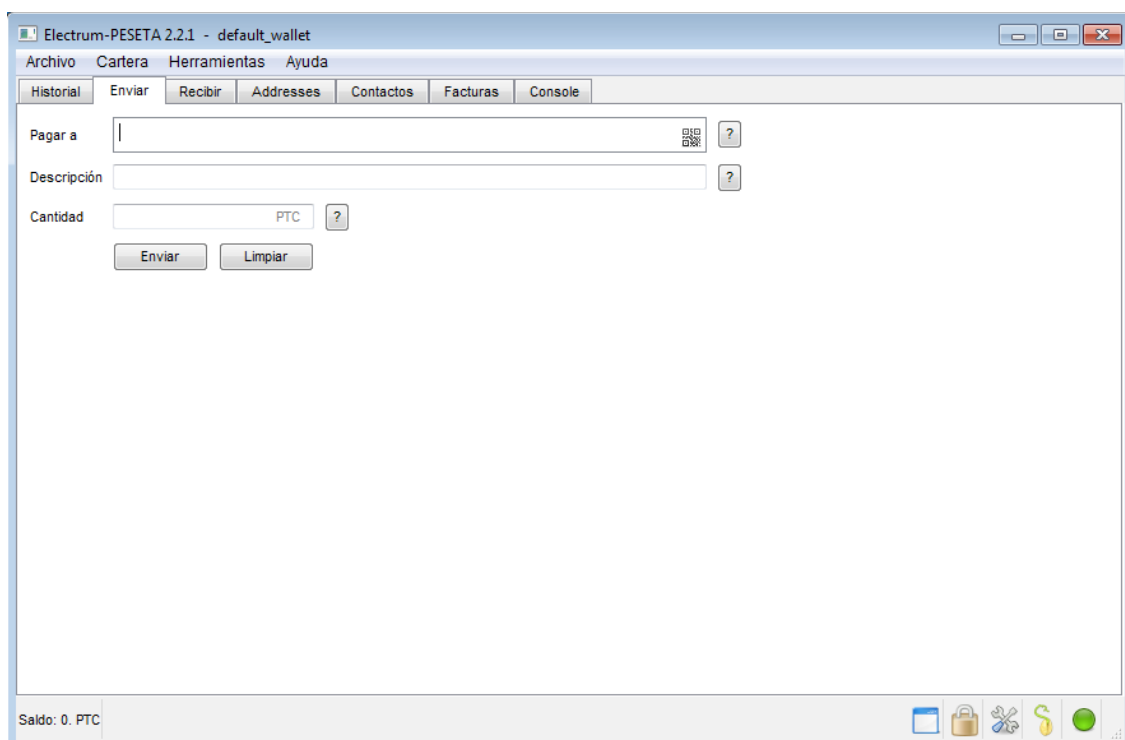 Electrum-PESETA 2.2.1 - default_wallet
Archivo Cartera Herramientas Ayuda
Historial Enviar Recibir Addresses Contactos Facturas Console
Pagar a ?
Descripción ?
Cantidad PTC ?
Enviar Limpiar
Saldo: 0. PTC